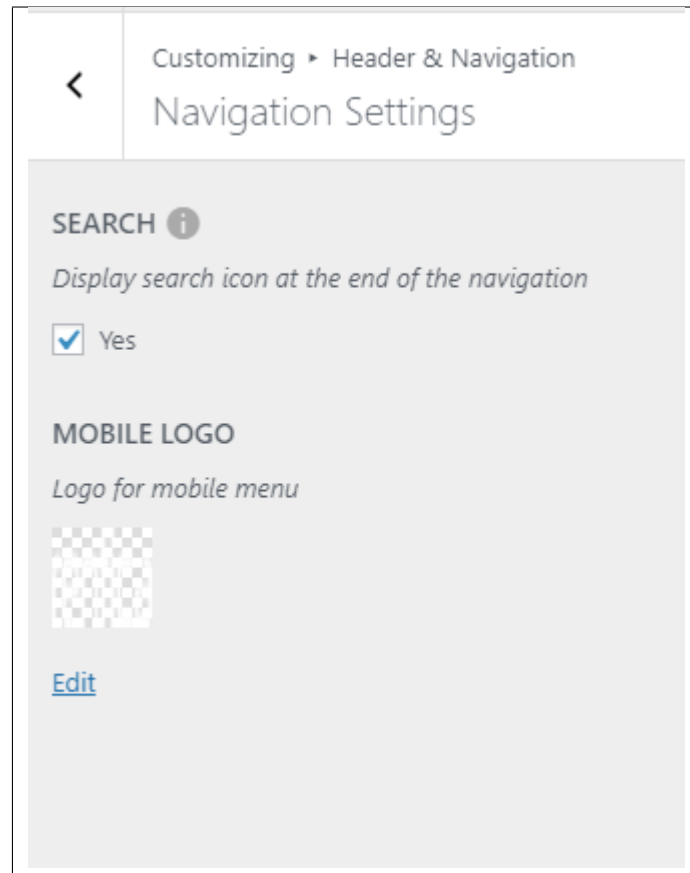 Customizing ▸ Header & Navigation
Navigation Settings
SEARCH
Display search icon at the end of the navigation
Yes
MOBILE LOGO
Logo for mobile menu
Edit